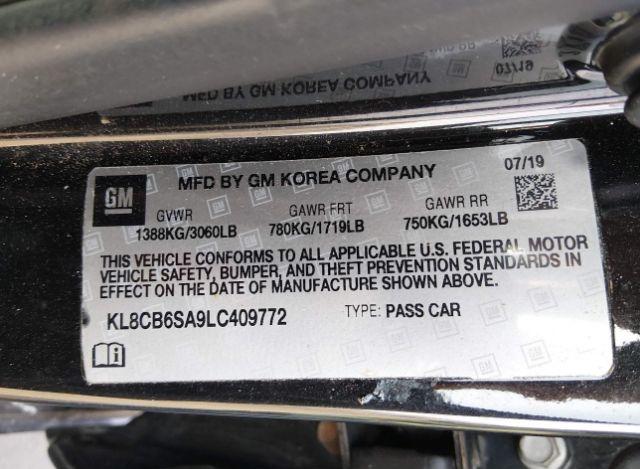 MFD BY GM KOREA COMPANY
07/19
GM
MFD BY GM KOREA COMPANY
07/19
GVWR
GAWR FRT
GAWR RR
1388KG/3060LB
780KG/1719LB
750KG/1653LB
THIS VEHICLE CONFORMS TO ALL APPLICABLE U.S. FEDERAL MOTOR
VEHICLE SAFETY, BUMPER, AND THEFT PREVENTION STANDARDS IN
EFFECT ON THE DATE OF MANUFACTURE SHOWN ABOVE.
KL8CB6SA9LC409772
TYPE: PASS CAR